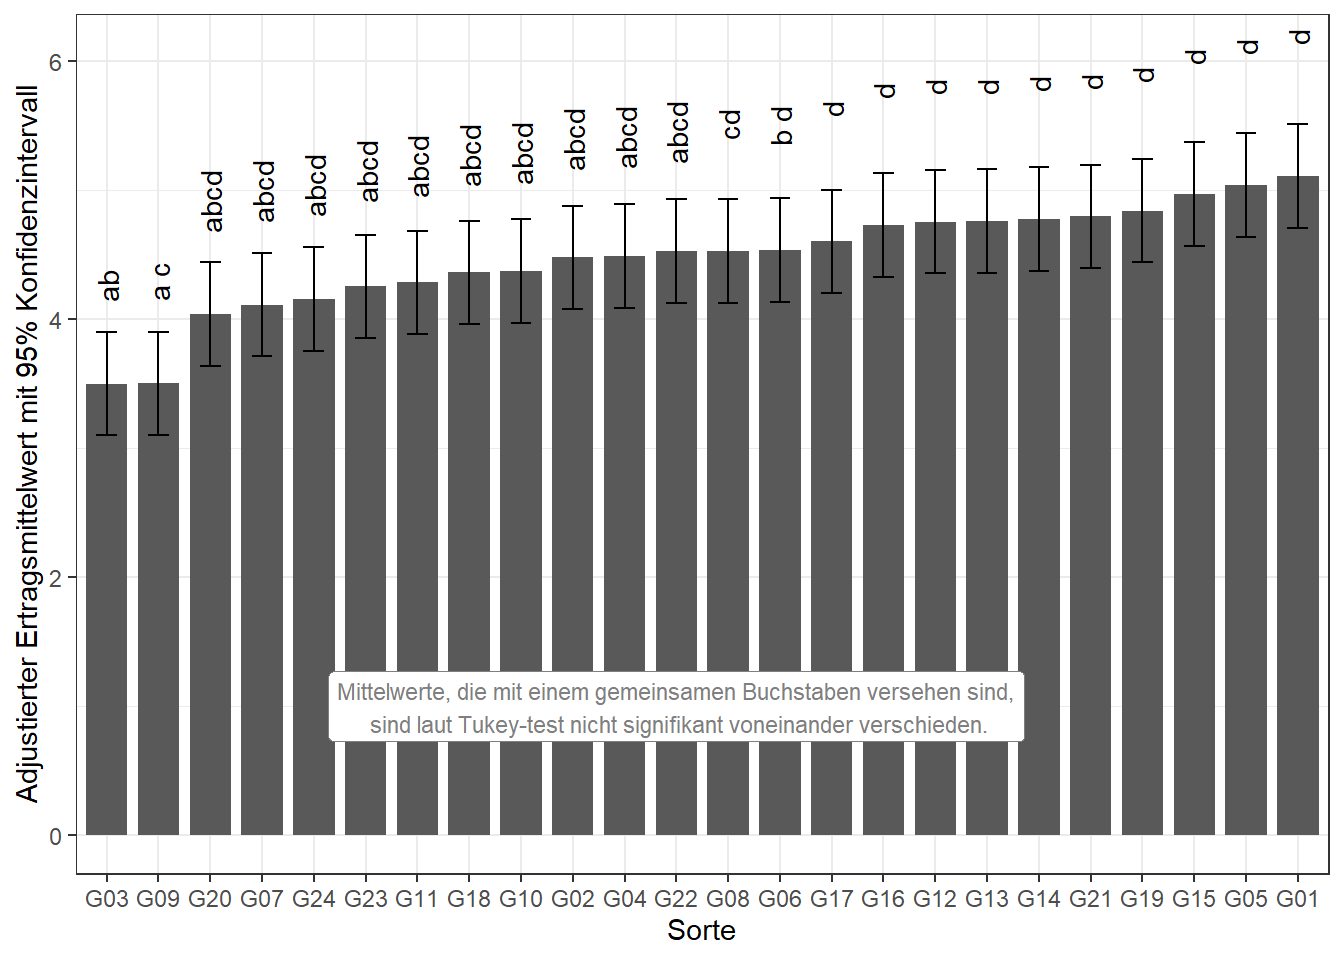 Adjustierter Ertragsmittelwert mit 95% Konfidenzintervall
6
4
2
0
ab
a c
abcd
abcd
abcd
abcd
abcd
abcd
abcd
abcd
abcd
abcd
cd
b d
d
d
d
d
d
d
d
d
d
d
Mittelwerte, die mit einem gemeinsamen Buchstaben versehen sind,
sind laut Tukey-test nicht signifikant voneinander verschieden.
G03 G09 G20 G07 G24 G23 G11 G18 G10 G02 G04 G22 G08 G06 G17 G16 G12 G13 G14 G21 G19 G15 G05 G01
Sorte